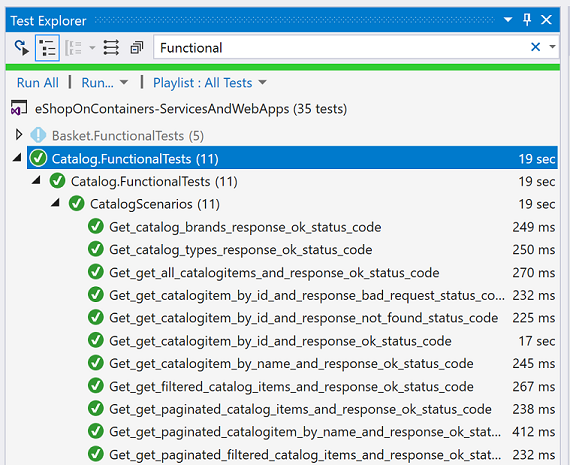 Test Explorer
Functional
Run All | Run... | Playlist : All Tests
eShopOnContainers-ServicesAndWebApps (35 tests)
Basket.FunctionalTests (5)
Catalog.FunctionalTests (11) 19 sec
Catalog.FunctionalTests (11) 19 sec
CatalogScenarios (11) 19 sec
Get_catalog_brands_response_ok_status_code 249 ms
Get_catalog_types_response_ok_status_code 250 ms
Get_get_all_catalogitems_and_response_ok_status_code 270 ms
Get_get_catalogitem_by_id_and_response_bad_request_status_co... 232 ms
Get_get_catalogitem_by_id_and_response_not_found_status_code 225 ms
Get_get_catalogitem_by_id_and_response_ok_status_code 17 sec
Get_get_catalogitem_by_name_and_response_ok_status_code 245 ms
Get_get_filtered_catalog_items_and_response_ok_status_code 267 ms
Get_get_paginated_catalog_items_and_response_ok_status_code 238 ms
Get_get_paginated_catalogitem_by_name_and_response_ok_stat... 412 ms
Get_get_paginated_filtered_catalog_items_and_response_ok_stat... 232 ms